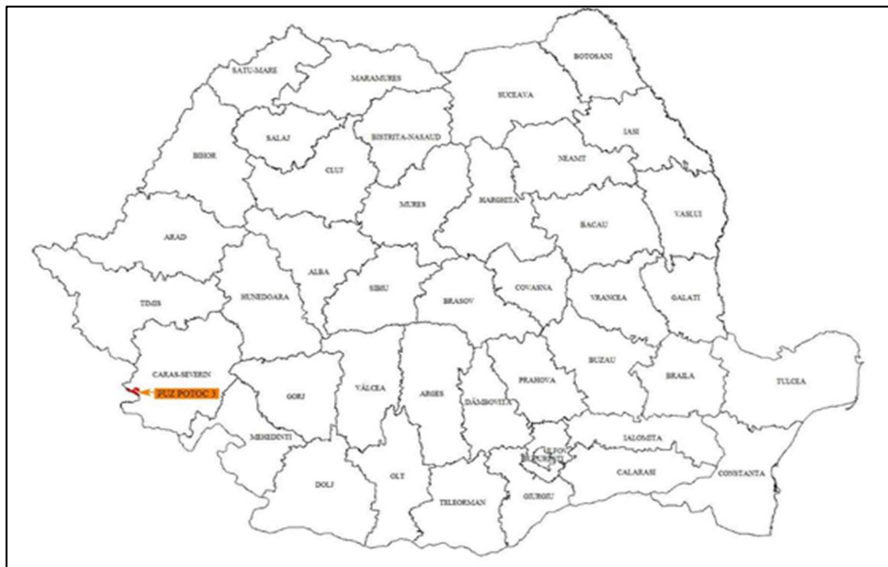 BOTOSANI
SATU-MARE
MARAMURES
SUCEAVA
IASI
SALAJ
BISTRITA-NASAUD
BIHOR
NEAMT
CLUJ
MURES
HARGHITA
VASLUI
BACAU
ARAD
ALBA
SIBIU
COVASNA
HUNEDOARA
BRASOV
VRANCEA
GALATI
TIMIS
BUZAU
CARAS-SEVERIN
BRAILA
TULCEA
PRAHOVA
VÂLCEA
PUZ POTOC 3
GORJ
ARGES
DÂMBOVITA
MEHEDINTI
IALOMITA
CALARASI
CONSTANTA
OLT
DOLJ
GIURGIU
TELEORMAN